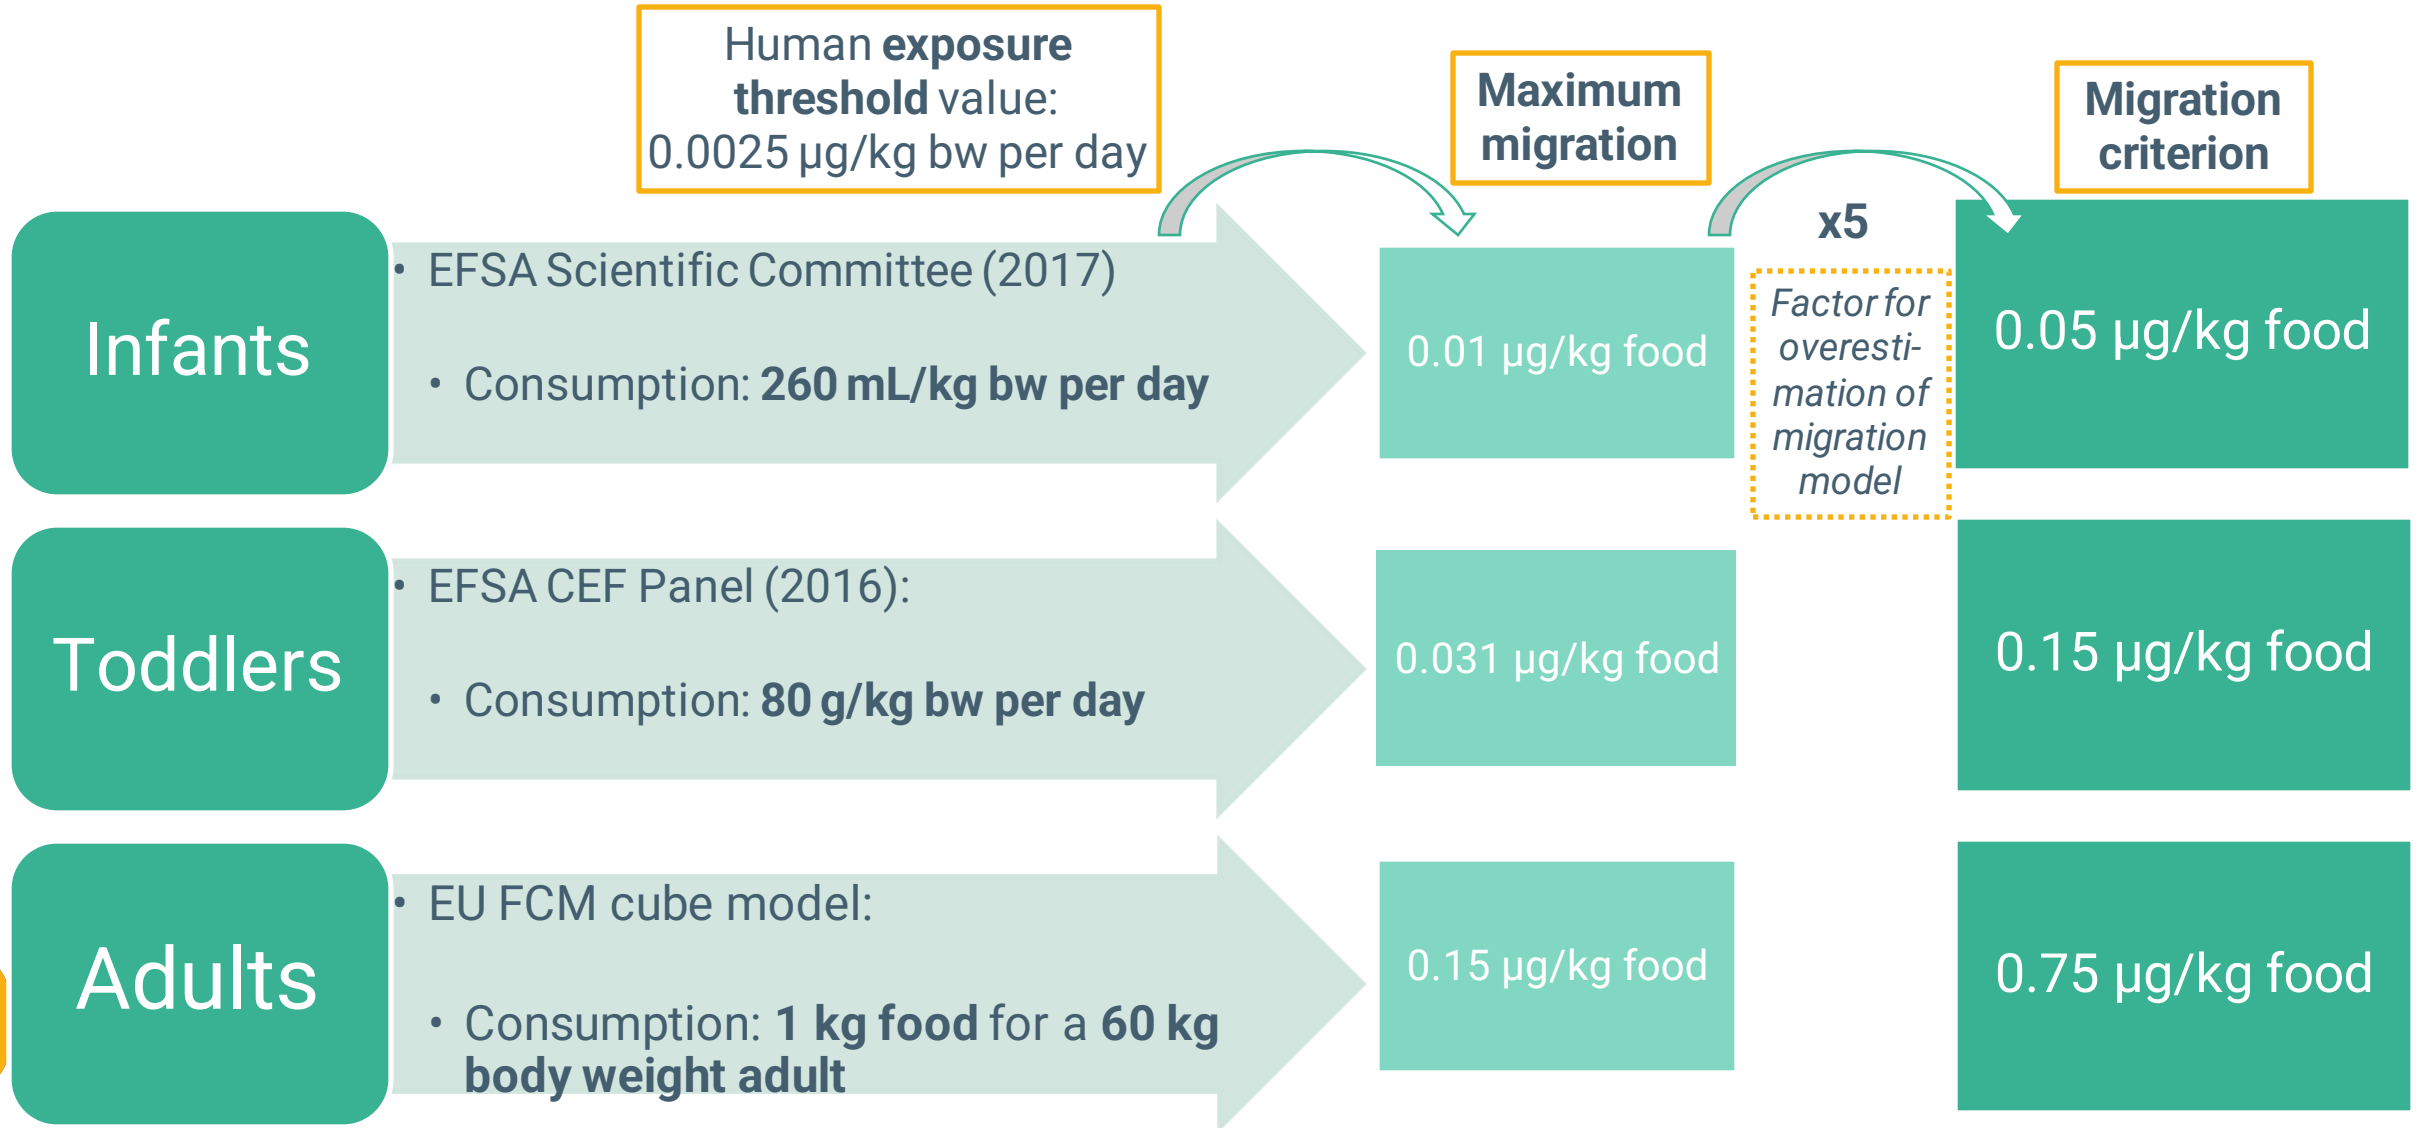 Human exposure
threshold value:
0.0025 µg/kg bw per day
Maximum
migration
Migration
criterion
Infants
• EFSA Scientific Committee (2017)
• Consumption: 260 mL/kg bw per day
0.01 µg/kg food
x5
Factor for
overesti-
mation of
migration
model
0.05 µg/kg food
Toddlers
• EFSA CEF Panel (2016):
• Consumption: 80 g/kg bw per day
0.031 µg/kg food
0.15 µg/kg food
Adults
• EU FCM cube model:
• Consumption: 1 kg food for a 60 kg
body weight adult
0.15 µg/kg food
0.75 µg/kg food